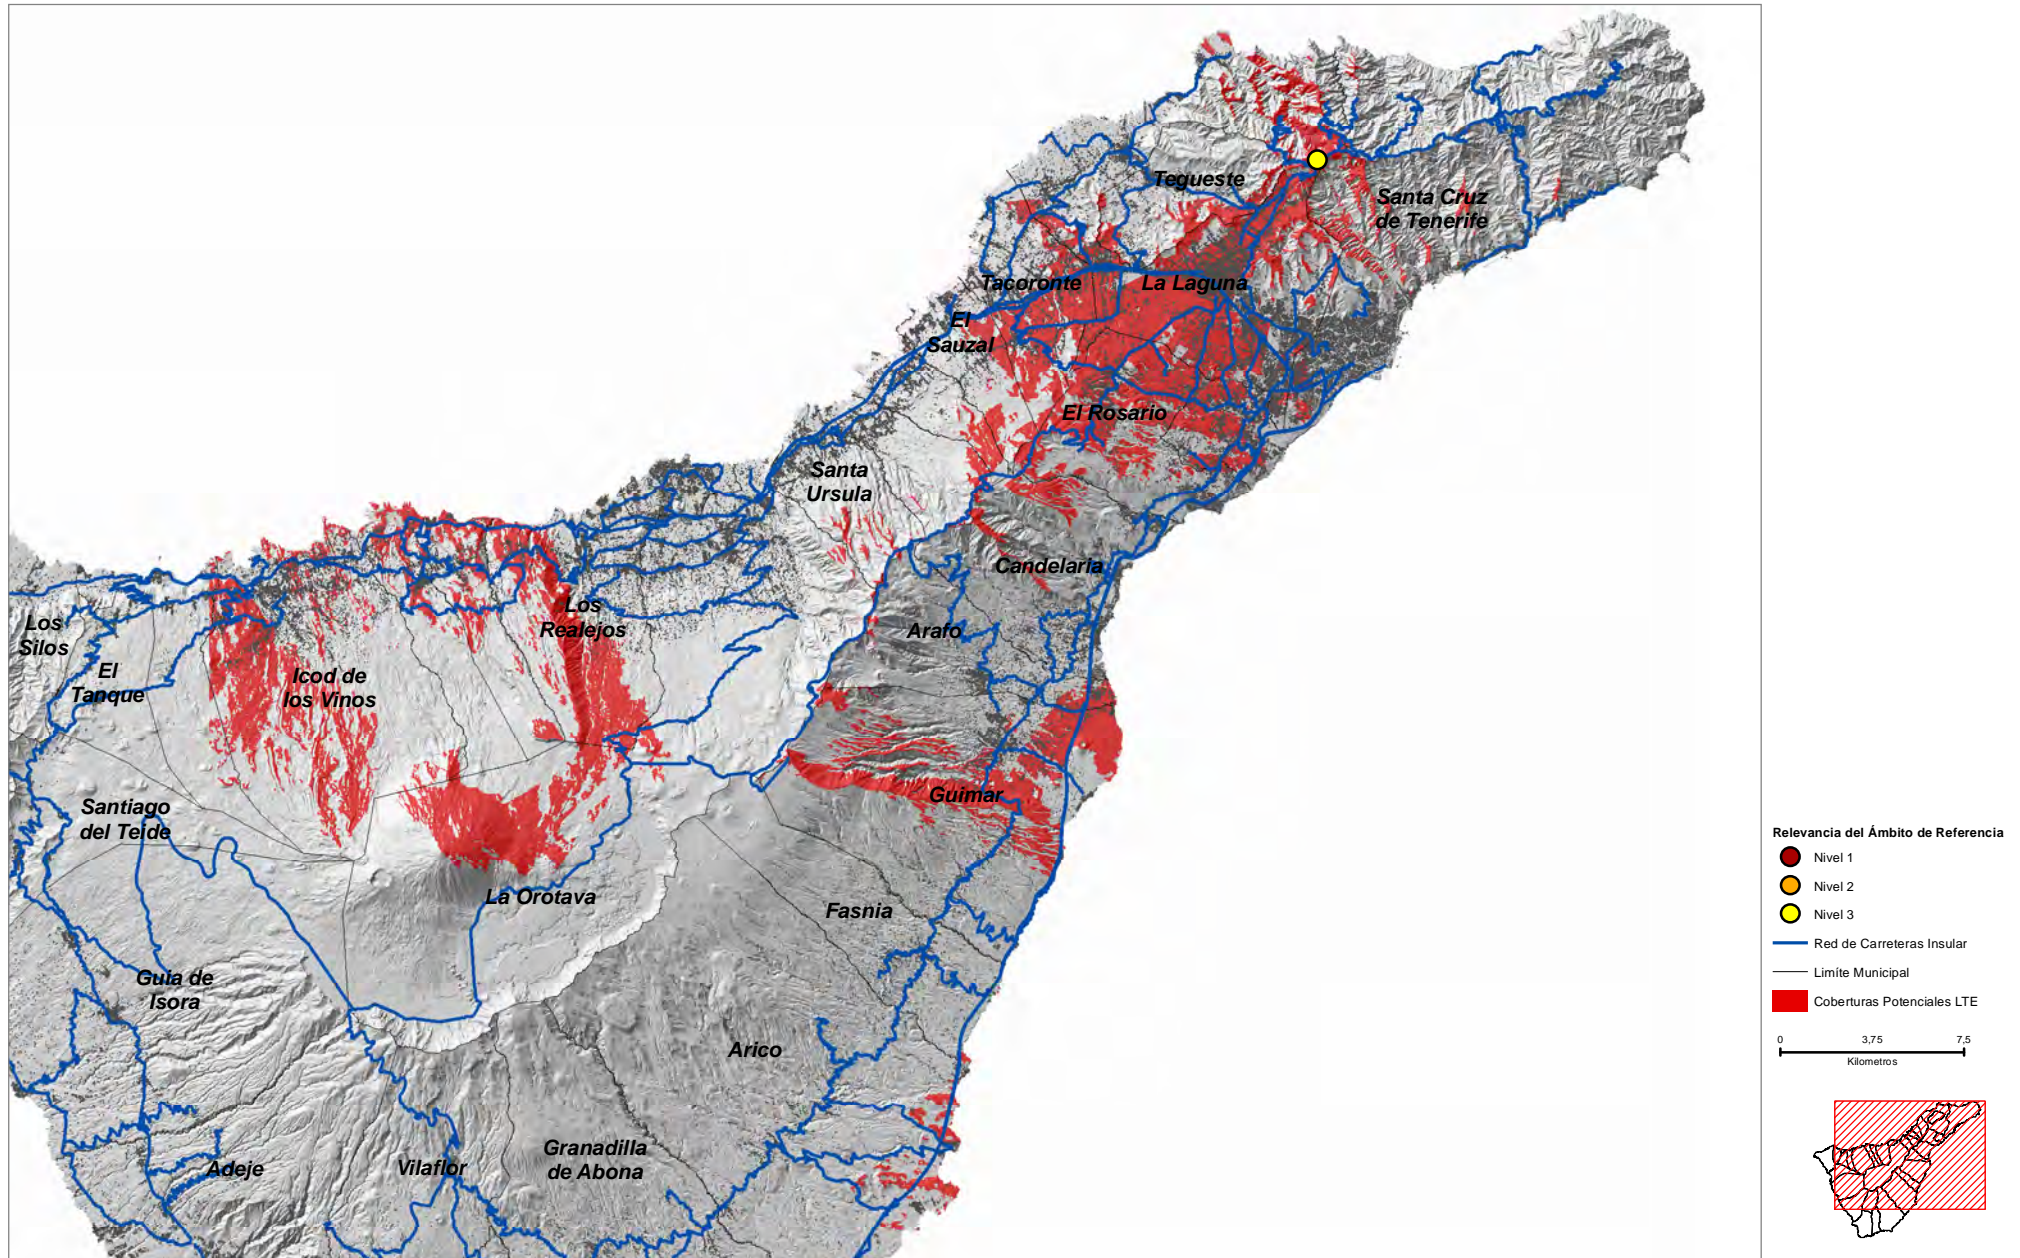 Tegueste
Santa Cruz
de Tenerife
Tacoronte
La Laguna
El
Sauzal
El Rosario
Santa
Ursula
Candelaria
Los
Realejos
Arafo
Los
Silos
El
Tanque
Icod de
los Vinos
Guimar
Santiago
del Teide
La Orotava
Fasnia
Guia de
Isora
Arico
Granadilla
de Abona
Adeje
Vilaflor
Relevancia del Ámbito de Referencia
Nivel 1
Nivel 2
Nivel 3
Red de Carreteras Insular
Limíte Municipal
Coberturas Potenciales LTE
0 3,75 7,5
Kilometros